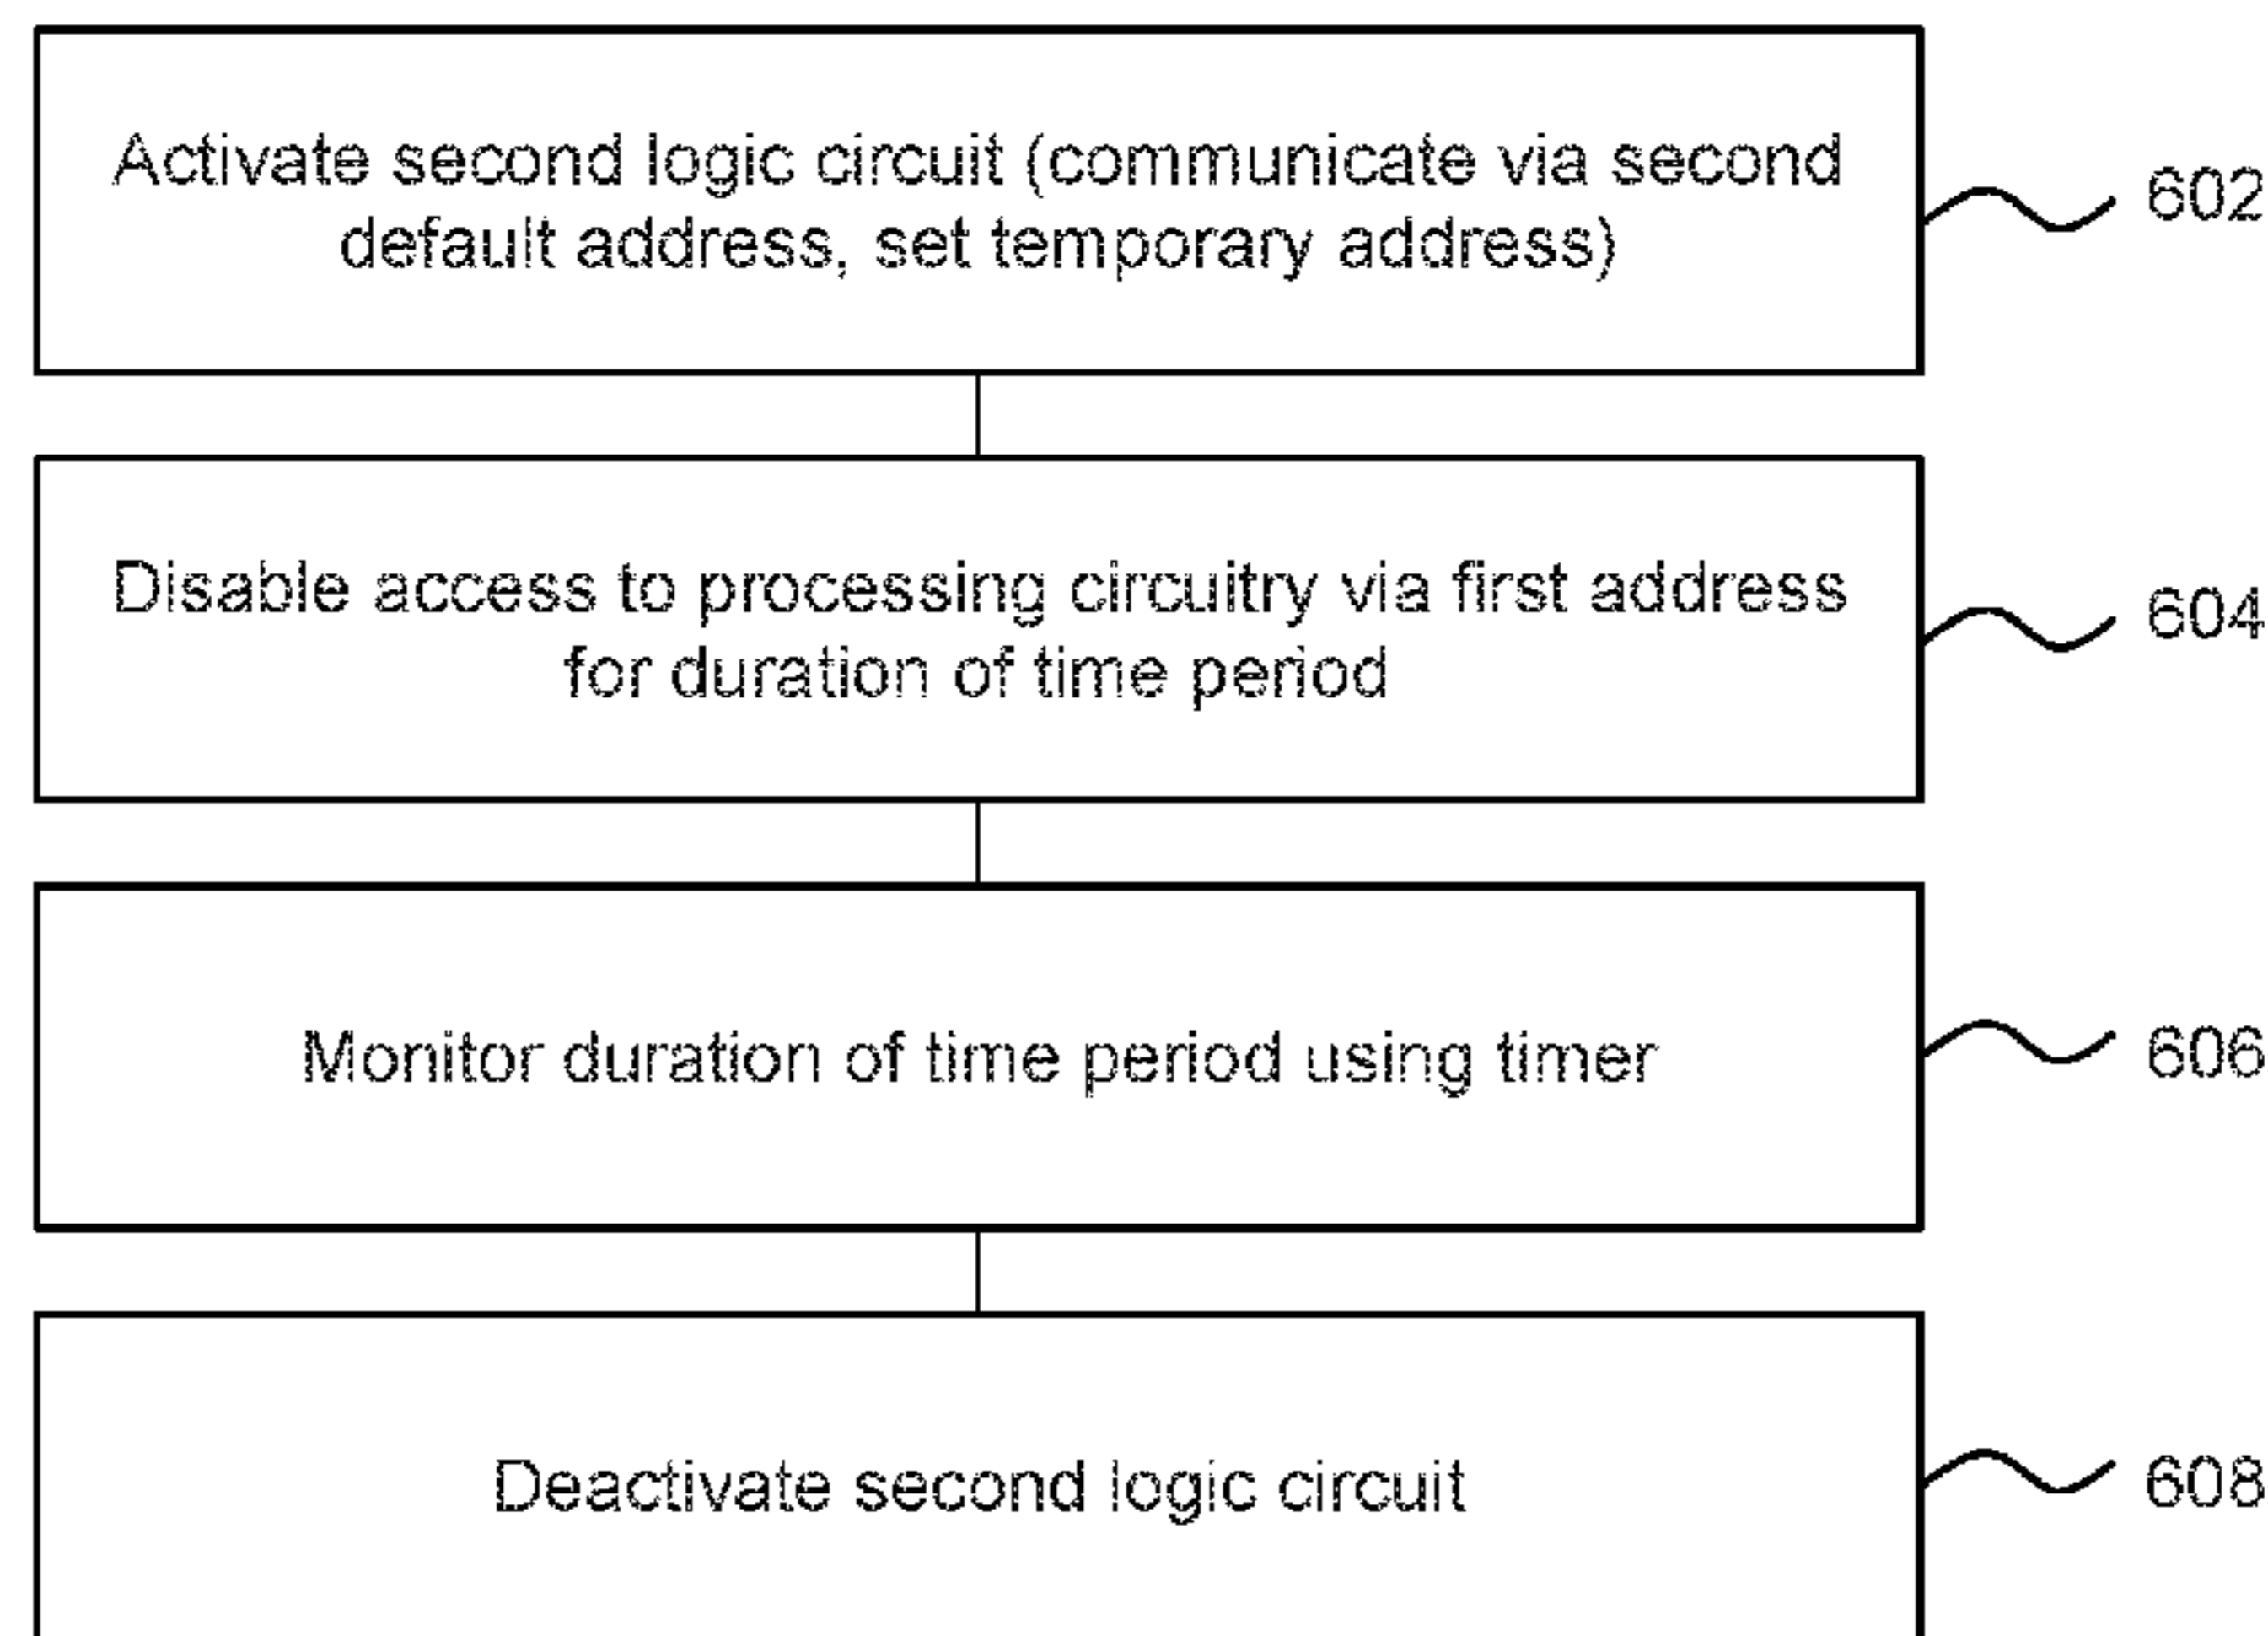 Activate second logic circuit (communicate via second
default address, set temporary address)
602
Disable access to processing circuitry via first address
for duration of time period
604
Monitor duration of time period using timer
606
Deactivate second logic circuit
608